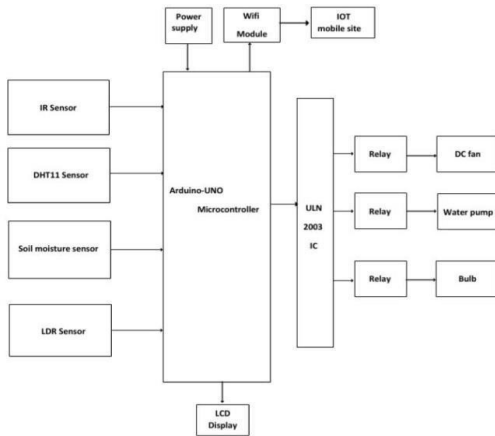 Power
supply
Wifi
Module
IOT
mobile site
IR Sensor
DHT11 Sensor
Soil moisture sensor
LDR Sensor
Arduino-UNO
Microcontroller
ULN
2003
IC
Relay
DC fan
Relay
Water pump
Relay
Bulb
LCD
Display